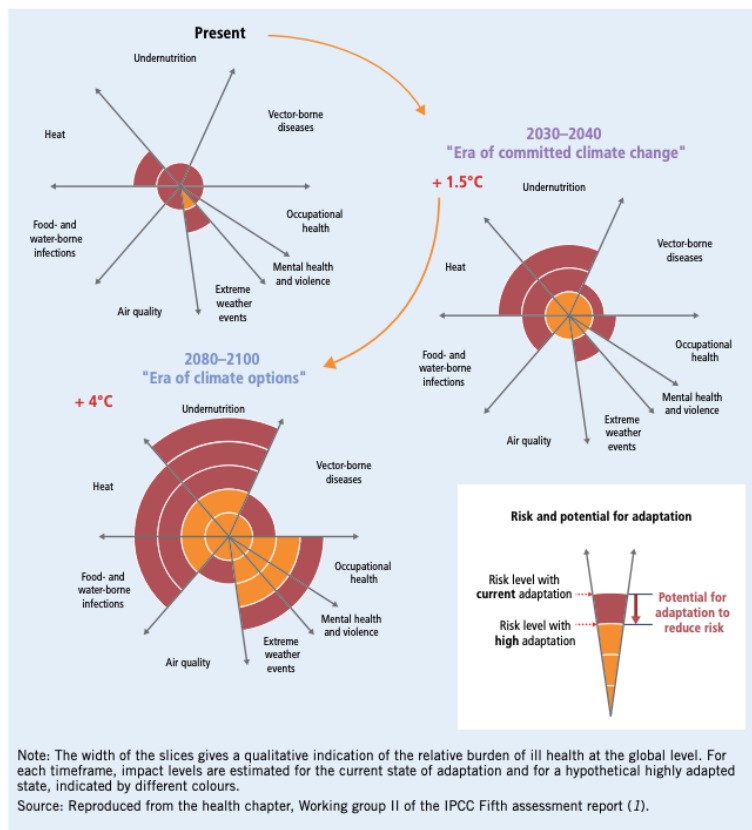 Present
Undernutrition
Vector-borne
diseases
Heat
Occupational
health
Food- and
water-borne
infections
Mental health
and violence
Extreme
weather
events
Air quality
2030–2040
"Era of committed climate change"
+ 1.5°C
Undernutrition
Vector-borne
diseases
Heat
Occupational
health
Food- and
water-borne
infections
Mental health
and violence
Extreme
weather
events
Air quality
2080–2100
"Era of climate options"
+ 4°C
Undernutrition
Vector-borne
diseases
Heat
Occupational
health
Food- and
water-borne
infections
Mental health
and violence
Extreme
weather
events
Air quality
Risk and potential for adaptation
Risk level with
current adaptation
Risk level with
high adaptation
Potential for
adaptation to
reduce risk
Note: The width of the slices gives a qualitative indication of the relative burden of ill health at the global level. For
each timeframe, impact levels are estimated for the current state of adaptation and for a hypothetical highly adapted
state, indicated by different colours.
Source: Reproduced from the health chapter, Working group II of the IPCC Fifth assessment report (1).